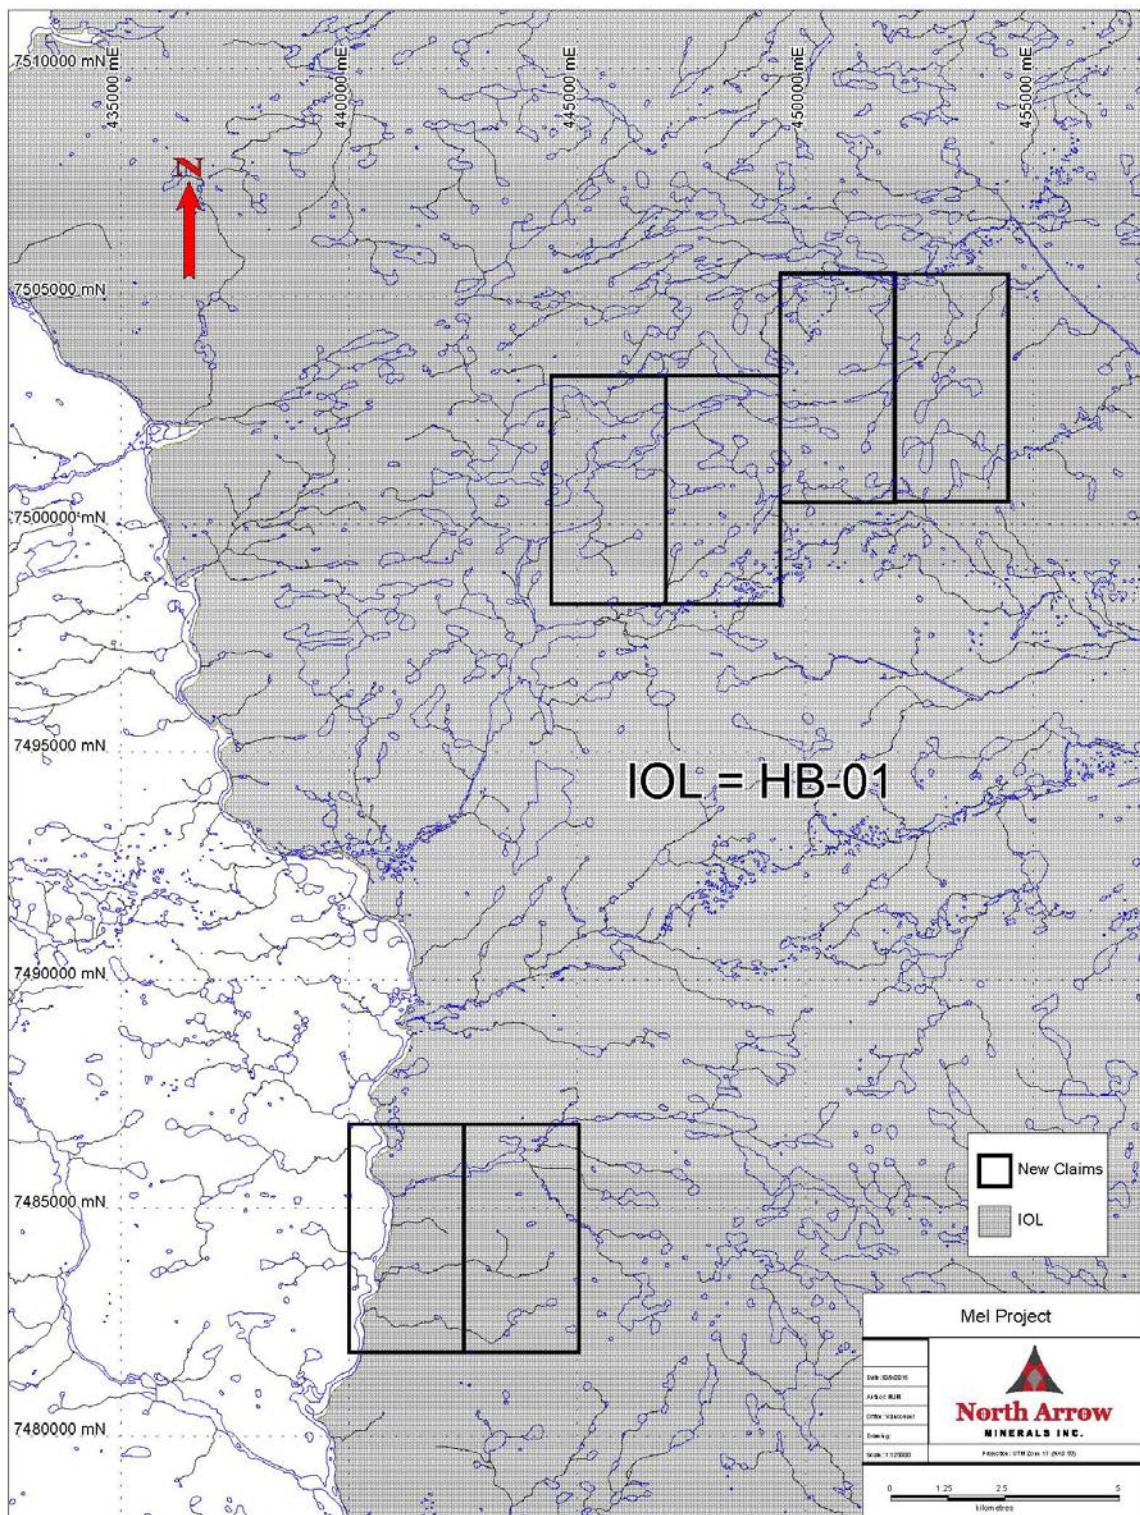 7510000 mN
435000 mE
440000 mE
445000 mE
450000 mE
455000 mE
N
7505000 mN
7500000 mN
7495000 mN
IOL = HB-01
7490000 mN
7485000 mN
New Claims
IOL
7480000 mN
Mel Project
North Arrow
MINERALS INC.
0 1.25 2.5 5
kilometres